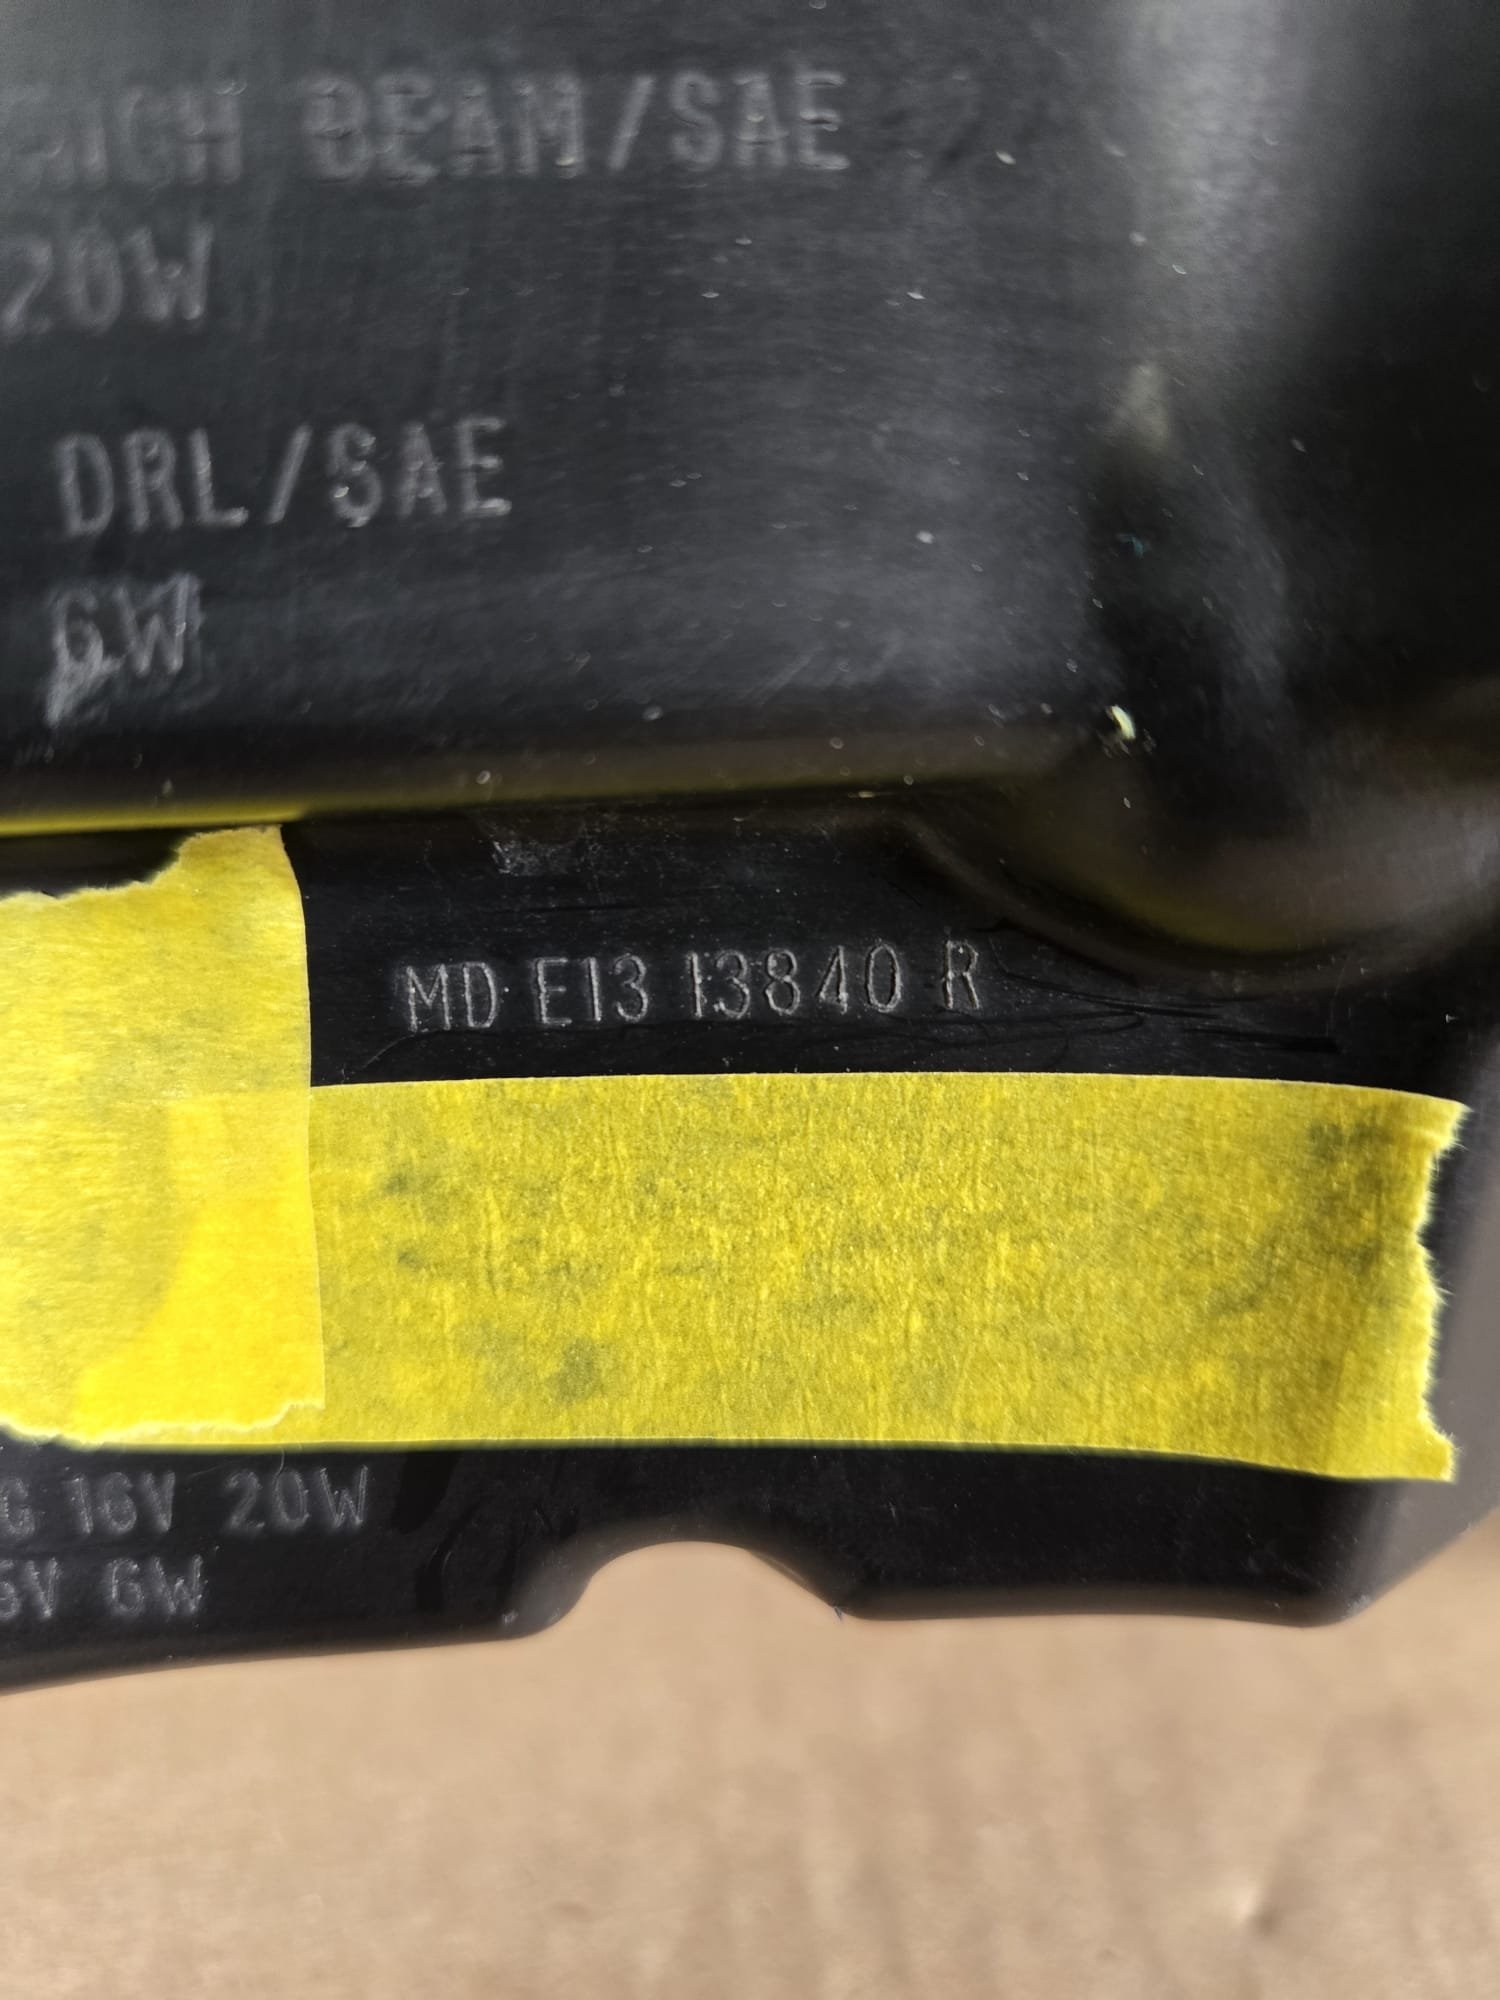 BEAM/SAE
20W
DRL/SAE
6W
MD E13 13840 R
16V 20W
6W